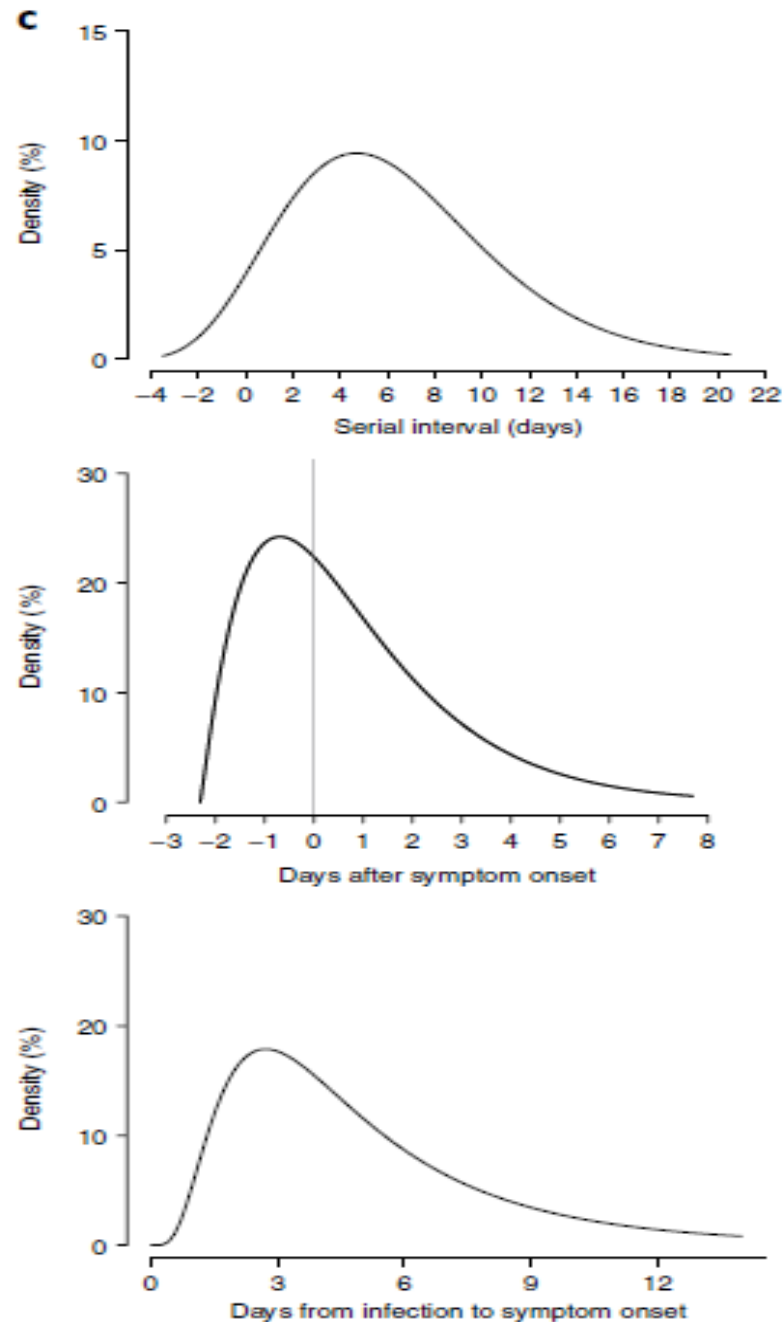 c
15
10
5
0
Density (%)
−4 −2 0 2 4 6 8 10 12 14 16 18 20 22
Serial interval (days)
30
20
10
0
Density (%)
−3 −2 −1 0 1 2 3 4 5 6 7 8
Days after symptom onset
30
20
10
0
Density (%)
0 3 6 9 12
Days from infection to symptom onset